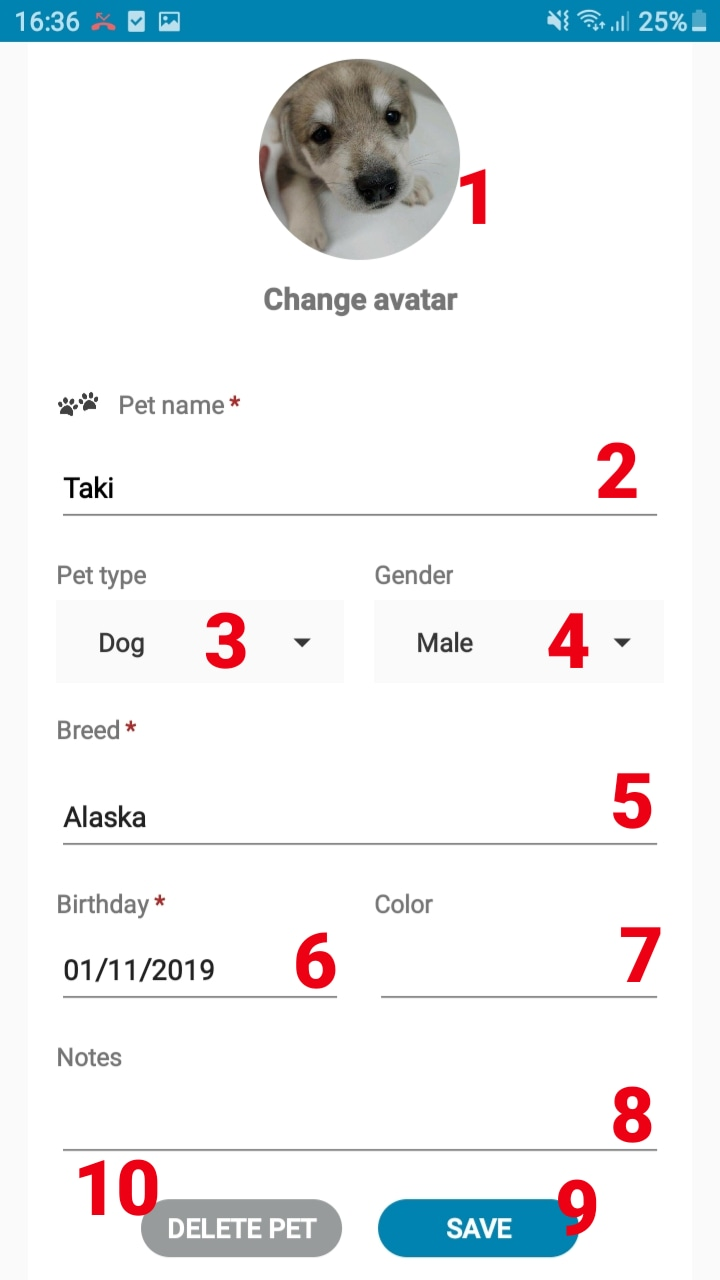 16:36 25%
1
Change avatar
Pet name *
Taki 2
Pet type Gender
Dog 3 Male 4
Breed *
Alaska 5
Birthday * Color
01/11/2019 6 7
Notes
8
10 9
DELETE PET SAVE